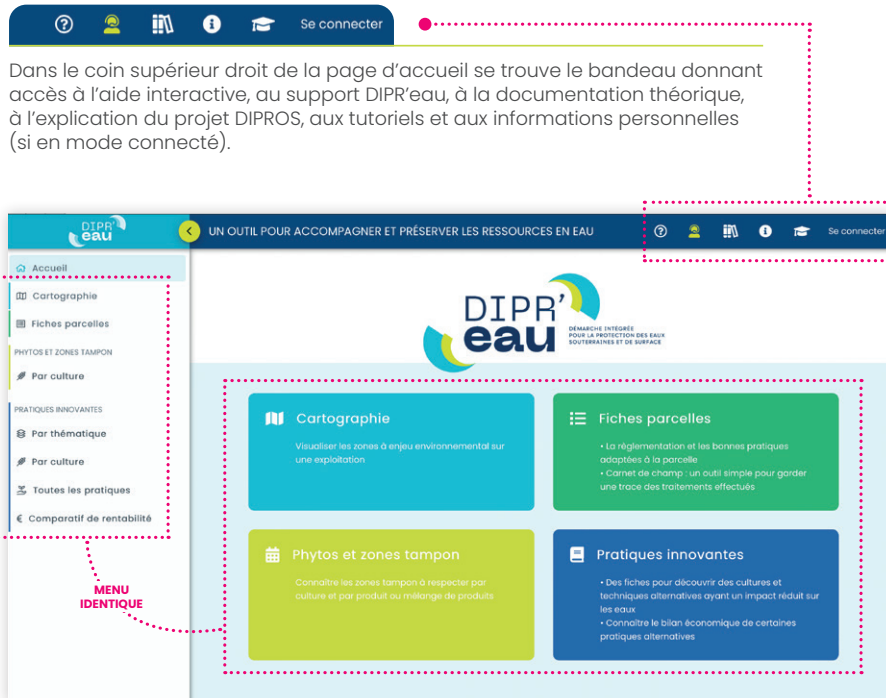 Se connecter
Dans le coin supérieur droit de la page d'accueil se trouve le bandeau donnant
accès à l'aide interactive, au support DIPR'eau, à la documentation théorique,
à l'explication du projet DIPROS, aux tutoriels et aux informations personnelles
(si en mode connecté).
DIPR'
eau
UN OUTIL POUR ACCOMPAGNER ET PRÉSERVER LES RESSOURCES EN EAU
Se connecter
Accueil
Cartographie
Fiches parcelles
PHYTOS ET ZONES TAMPON
Par culture
PRATIQUES INNOVANTES
Par thématique
Par culture
Toutes les pratiques
€ Comparatif de rentabilité
MENU
IDENTIQUE
DIPR'
eau
DÉMARCHE INTÉGRÉE
POUR LA PROTECTION DES EAUX
SOUTERRAINES ET DE SURFACE
Cartographie
Visualiser les zones à enjeu environnemental sur
une exploitation
Fiches parcelles
• La règlementation et les bonnes pratiques
adaptées à la parcelle
• Carnet de champ : un outil simple pour garder
une trace des traitements effectués
Phytos et zones tampon
Connaître les zones tampon à respecter par
culture et par produit ou mélange de produits
Pratiques innovantes
• Des fiches pour découvrir des cultures et
techniques alternatives ayant un impact réduit sur
les eaux
• Connaître le bilan économique de certaines
pratiques alternatives